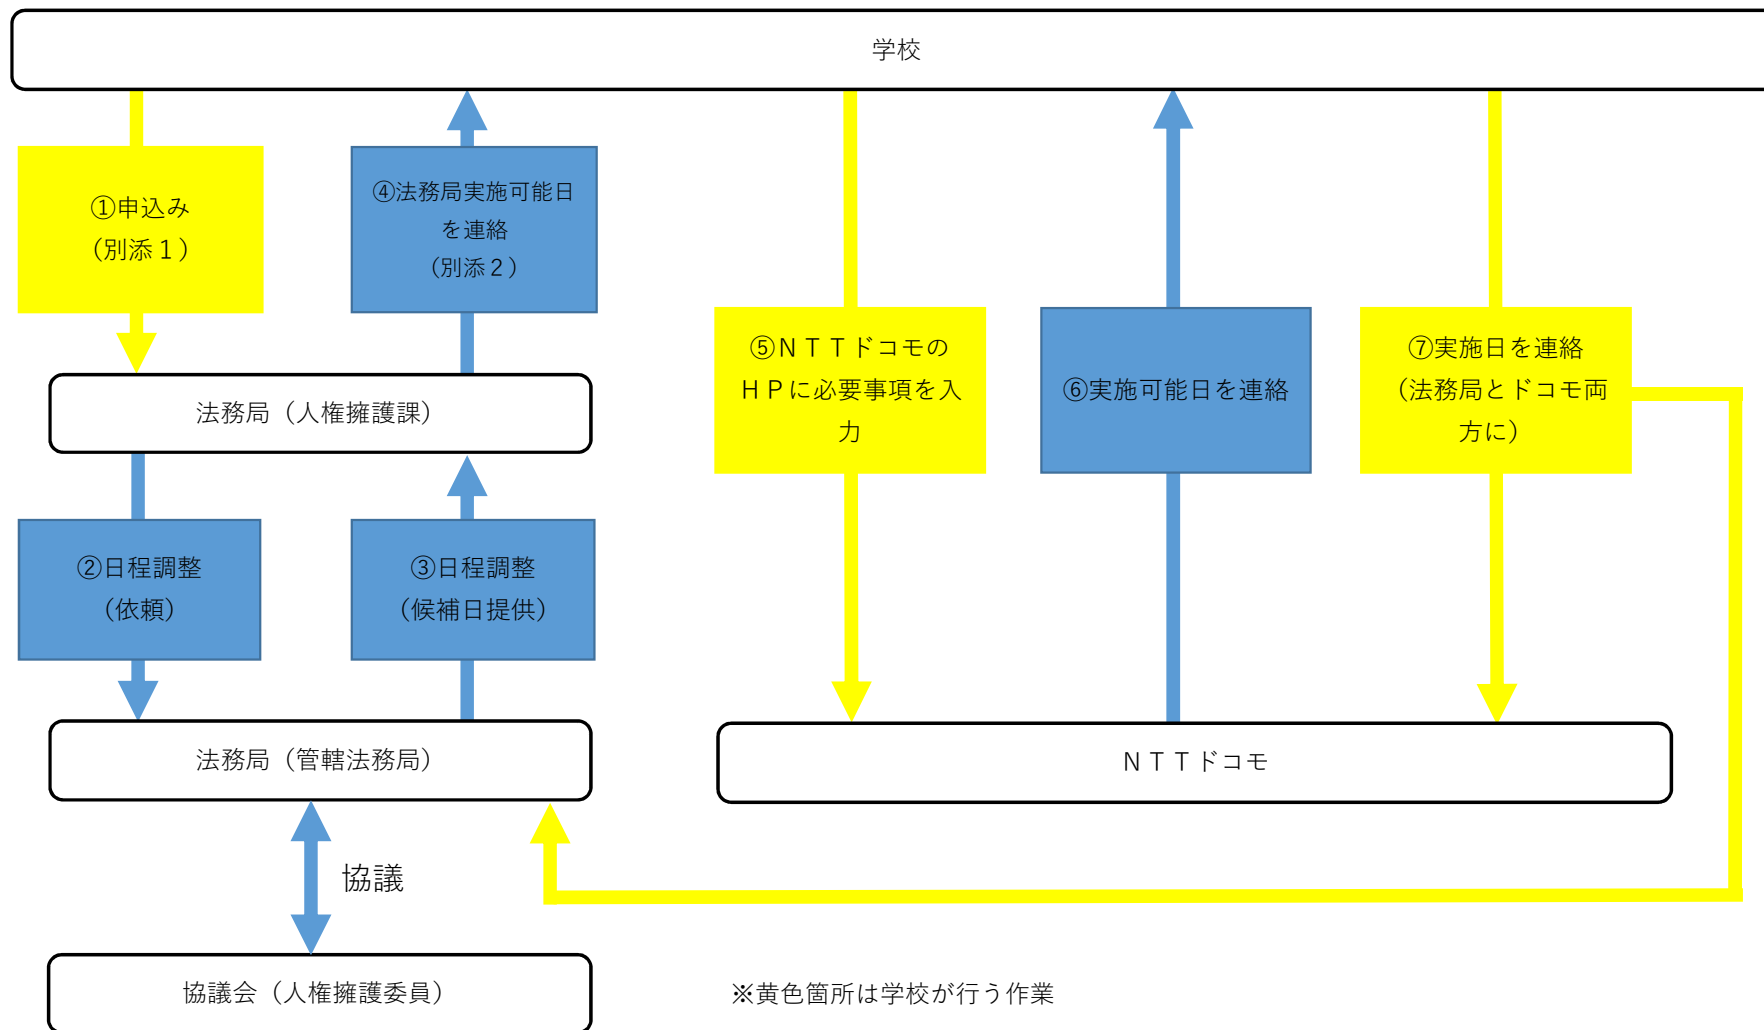 学校
①申込み
（別添１）
④法務局実施可能日
を連絡
（別添２）
⑤ＮＴＴドコモの
ＨＰに必要事項を入
力
⑥実施可能日を連絡
⑦実施日を連絡
（法務局とドコモ両
方に）
法務局（人権擁護課）
②日程調整
（依頼）
③日程調整
（候補日提供）
法務局（管轄法務局）
ＮＴＴドコモ
協議
協議会（人権擁護委員）
※黄色箇所は学校が行う作業